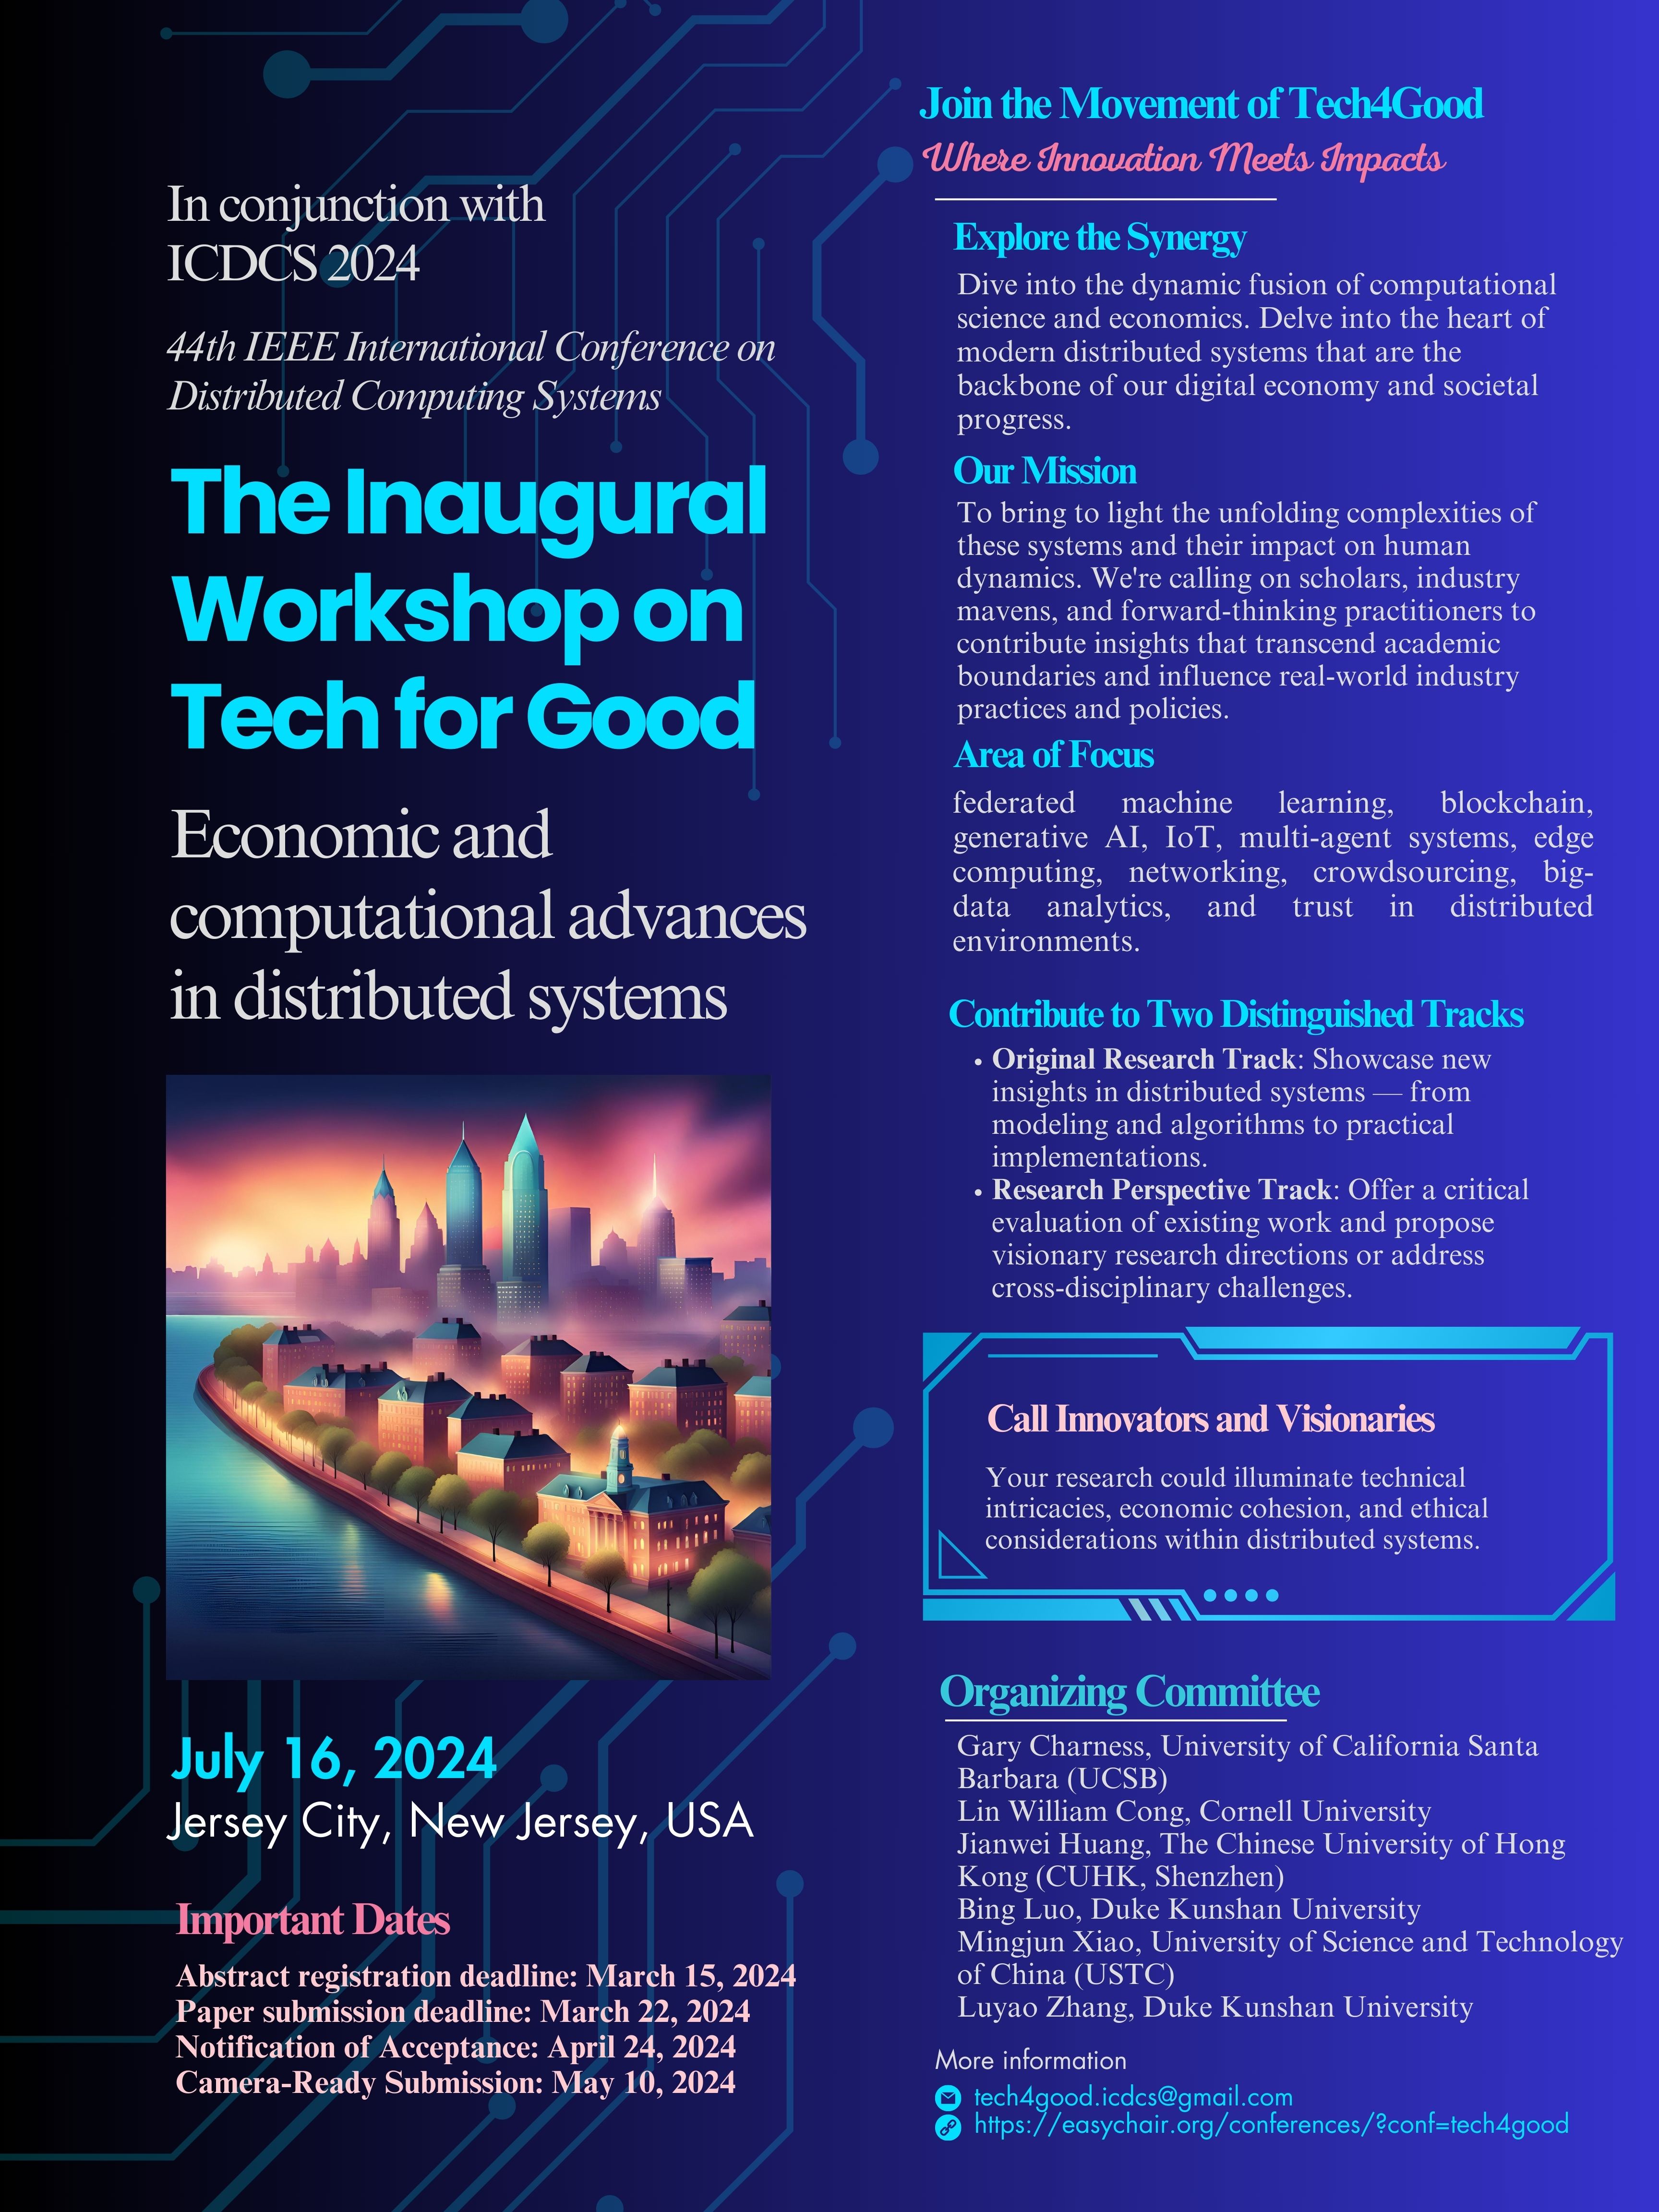 In conjunction with
ICDCS 2024
44th IEEE International Conference on
Distributed Computing Systems
The Inaugural
Workshop on
Tech for Good
Economic and
computational advances
in distributed systems
July 16, 2024
Jersey City, New Jersey, USA
Important Dates
Abstract registration deadline: March 15, 2024
Paper submission deadline: March 22, 2024
Notification of Acceptance: April 24, 2024
Camera-Ready Submission: May 10, 2024
Join the Movement of Tech4Good
Where Innovation Meets Impacts
Explore the Synergy
Dive into the dynamic fusion of computational
science and economics. Delve into the heart of
modern distributed systems that are the
backbone of our digital economy and societal
progress.
Our Mission
To bring to light the unfolding complexities of
these systems and their impact on human
dynamics. We're calling on scholars, industry
mavens, and forward-thinking practitioners to
contribute insights that transcend academic
boundaries and influence real-world industry
practices and policies.
Area of Focus
federated machine learning, blockchain,
generative AI, IoT, multi-agent systems, edge
computing, networking, crowdsourcing, big-
data analytics, and trust in distributed
environments.
Contribute to Two Distinguished Tracks
• Original Research Track: Showcase new
insights in distributed systems — from
modeling and algorithms to practical
implementations.
• Research Perspective Track: Offer a critical
evaluation of existing work and propose
visionary research directions or address
cross-disciplinary challenges.
Call Innovators and Visionaries
Your research could illuminate technical
intricacies, economic cohesion, and ethical
considerations within distributed systems.
Organizing Committee
Gary Charness, University of California Santa
Barbara (UCSB)
Lin William Cong, Cornell University
Jianwei Huang, The Chinese University of Hong
Kong (CUHK, Shenzhen)
Bing Luo, Duke Kunshan University
Mingjun Xiao, University of Science and Technology
of China (USTC)
Luyao Zhang, Duke Kunshan University
More information
tech4good.icdcs@gmail.com
https://easychair.org/conferences/?conf=tech4good